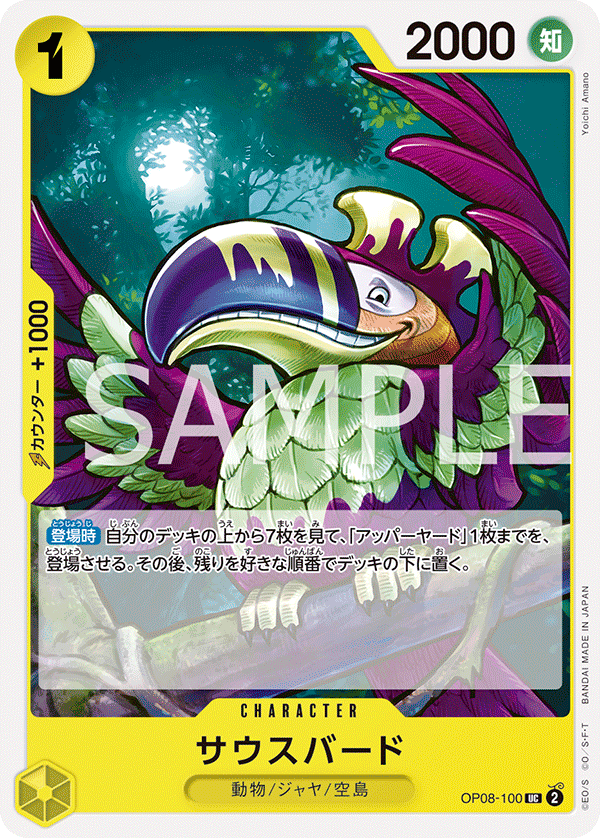 1
2000
知
Yoichi Amano
カウンター +1000
SAMPLE
登場時 自分のデッキの上から7枚を見て、「アッパーヤード」1枚までを、
登場させる。その後、残りを好きな順番でデッキの下に置く。
CHARACTER
サウスバード
動物/ジャヤ/空島
OP08-100 UC 2
©E.O/S ©O/S・F・T BANDAI MADE IN JAPAN